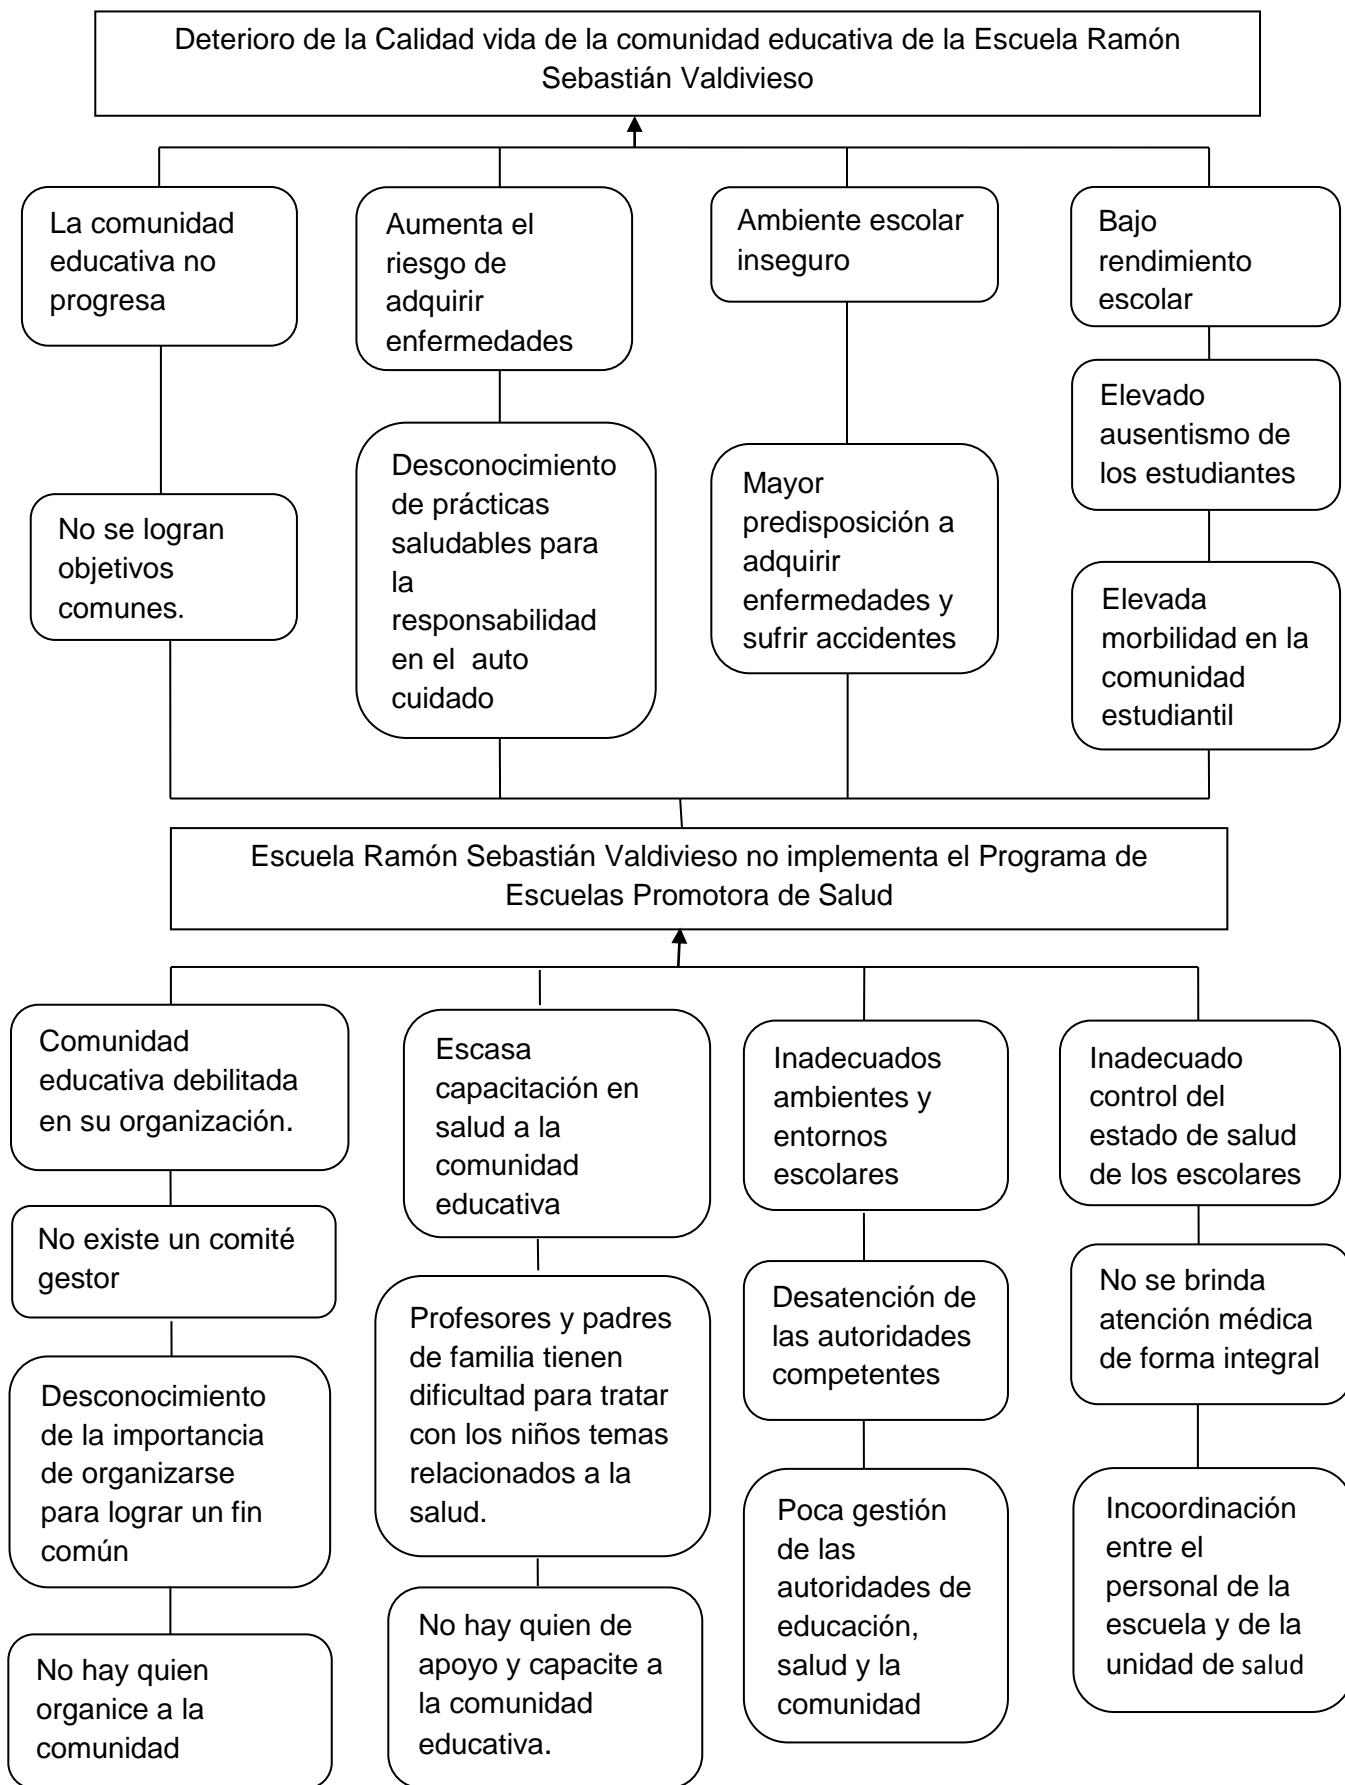 Deterioro de la Calidad vida de la comunidad educativa de la Escuela Ramón
Sebastián Valdivieso
La comunidad
educativa no
progresa
Aumenta el
riesgo de
adquirir
enfermedades
Ambiente escolar
inseguro
Bajo
rendimiento
escolar
No se logran
objetivos
comunes.
Desconocimiento
de prácticas
saludables para
la
responsabilidad
en el auto
cuidado
Mayor
predisposición a
adquirir
enfermedades y
sufrir accidentes
Elevado
ausentismo de
los estudiantes
Elevada
morbilidad en la
comunidad
estudiantil
Escuela Ramón Sebastián Valdivieso no implementa el Programa de
Escuelas Promotora de Salud
Comunidad
educativa debilitada
en su organización.
Escasa
capacitación en
salud a la
comunidad
educativa
Inadecuados
ambientes y
entornos
escolares
Inadecuado
control del
estado de salud
de los escolares
No existe un comité
gestor
Profesores y padres
de familia tienen
dificultad para tratar
con los niños temas
relacionados a la
salud.
Desatención de
las autoridades
competentes
No se brinda
atención médica
de forma integral
Desconocimiento
de la importancia
de organizarse
para lograr un fin
común
No hay quien de
apoyo y capacite a
la comunidad
educativa.
Poca gestión
de las
autoridades de
educación,
salud y la
comunidad
Incoordinación
entre el
personal de la
escuela y de la
unidad de salud
No hay quien
organice a la
comunidad